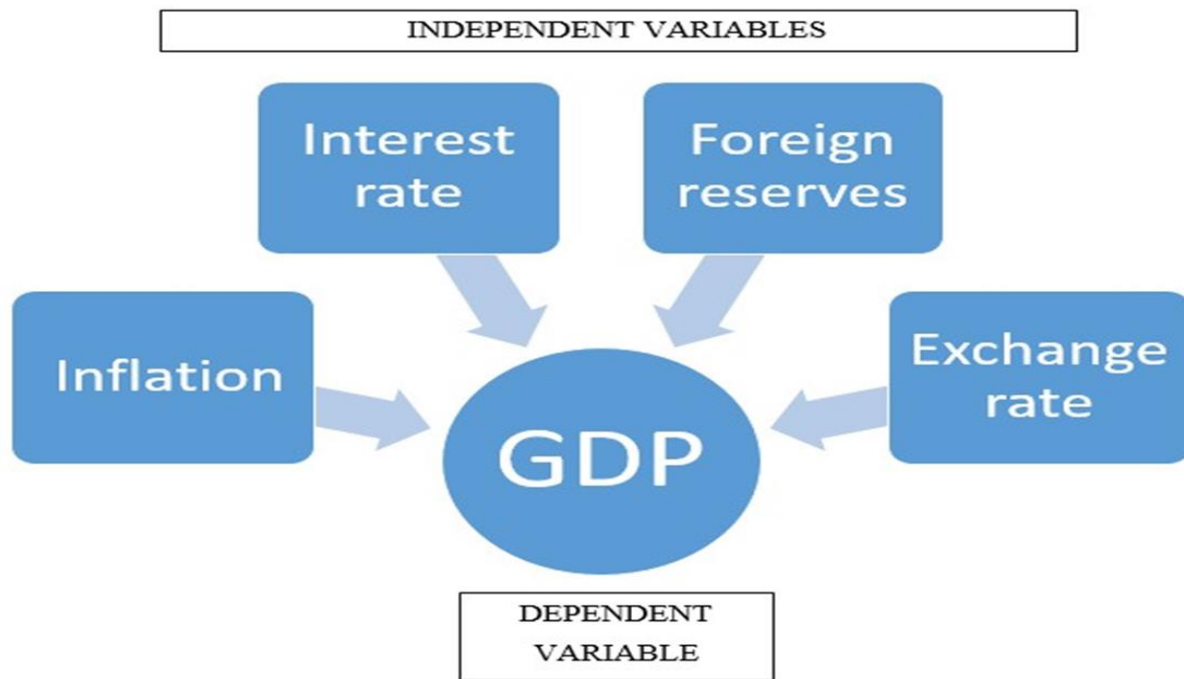 INDEPENDENT VARIABLES
Interest
rate
Foreign
reserves
Inflation
Exchange
rate
GDP
DEPENDENT
VARIABLE